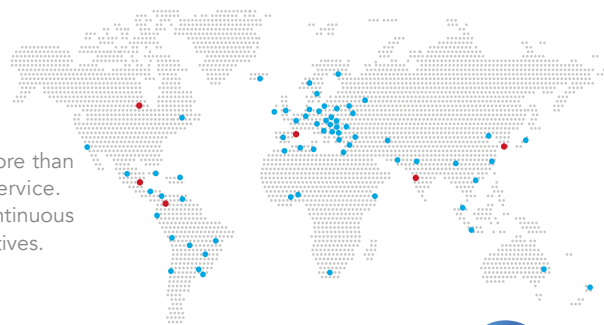 ore than
ervice.
ntinuous
tives.